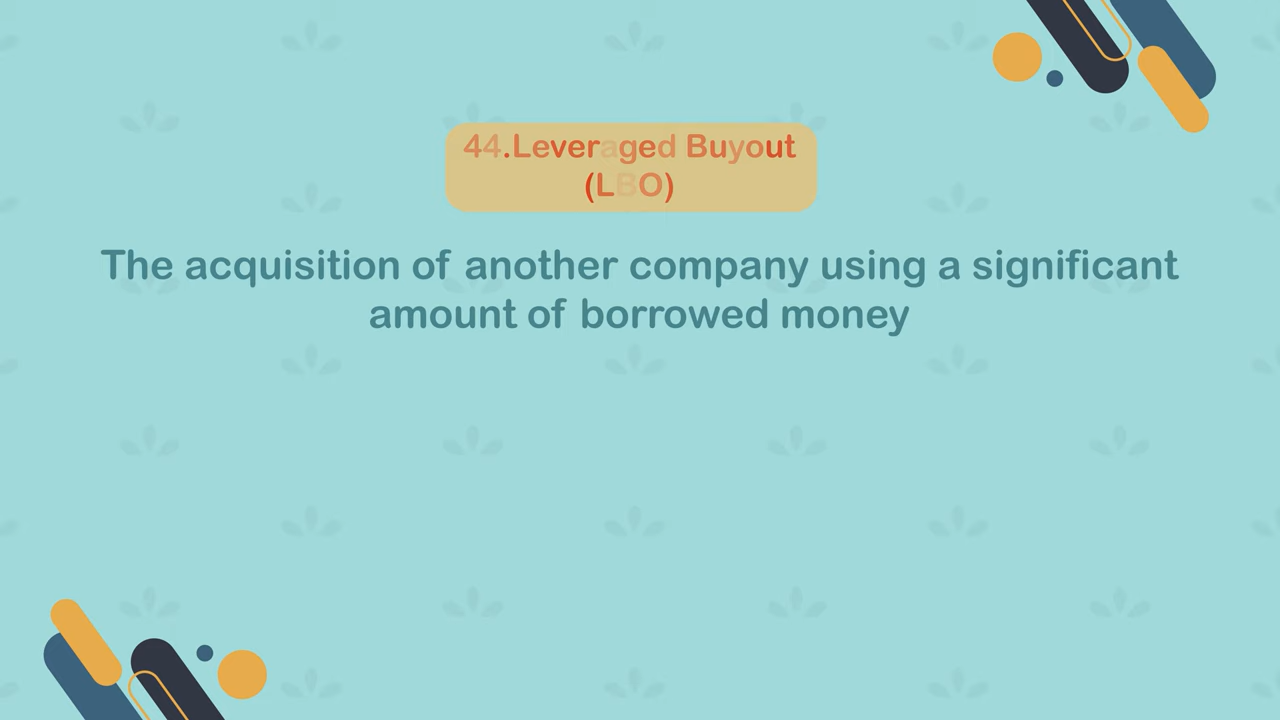 44.Leveraged Buyout
(LBO)
The acquisition of another company using a significant
amount of borrowed money